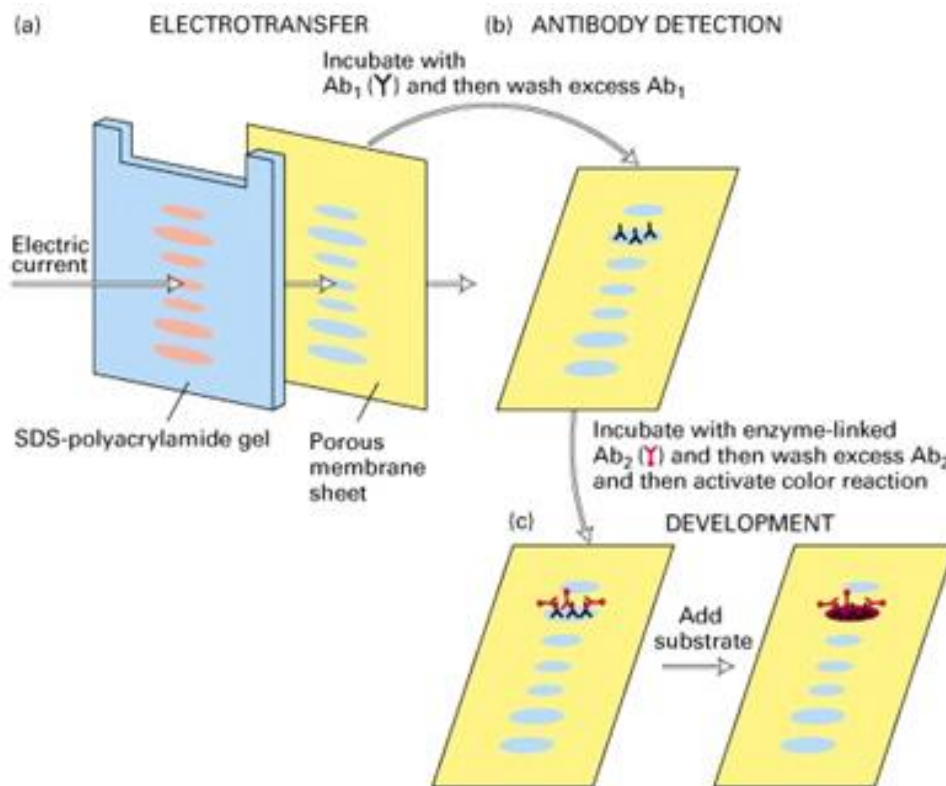 (a)
ELECTROTRANSFER
(b) ANTIBODY DETECTION
Incubate with
Ab₁ (Y) and then wash excess Ab₁
Electric
current
SDS-polyacrylamide gel
Porous
membrane
sheet
Incubate with enzyme-linked
Ab₂ (Y) and then wash excess Ab₂
and then activate color reaction
(c)
DEVELOPMENT
Add
substrate